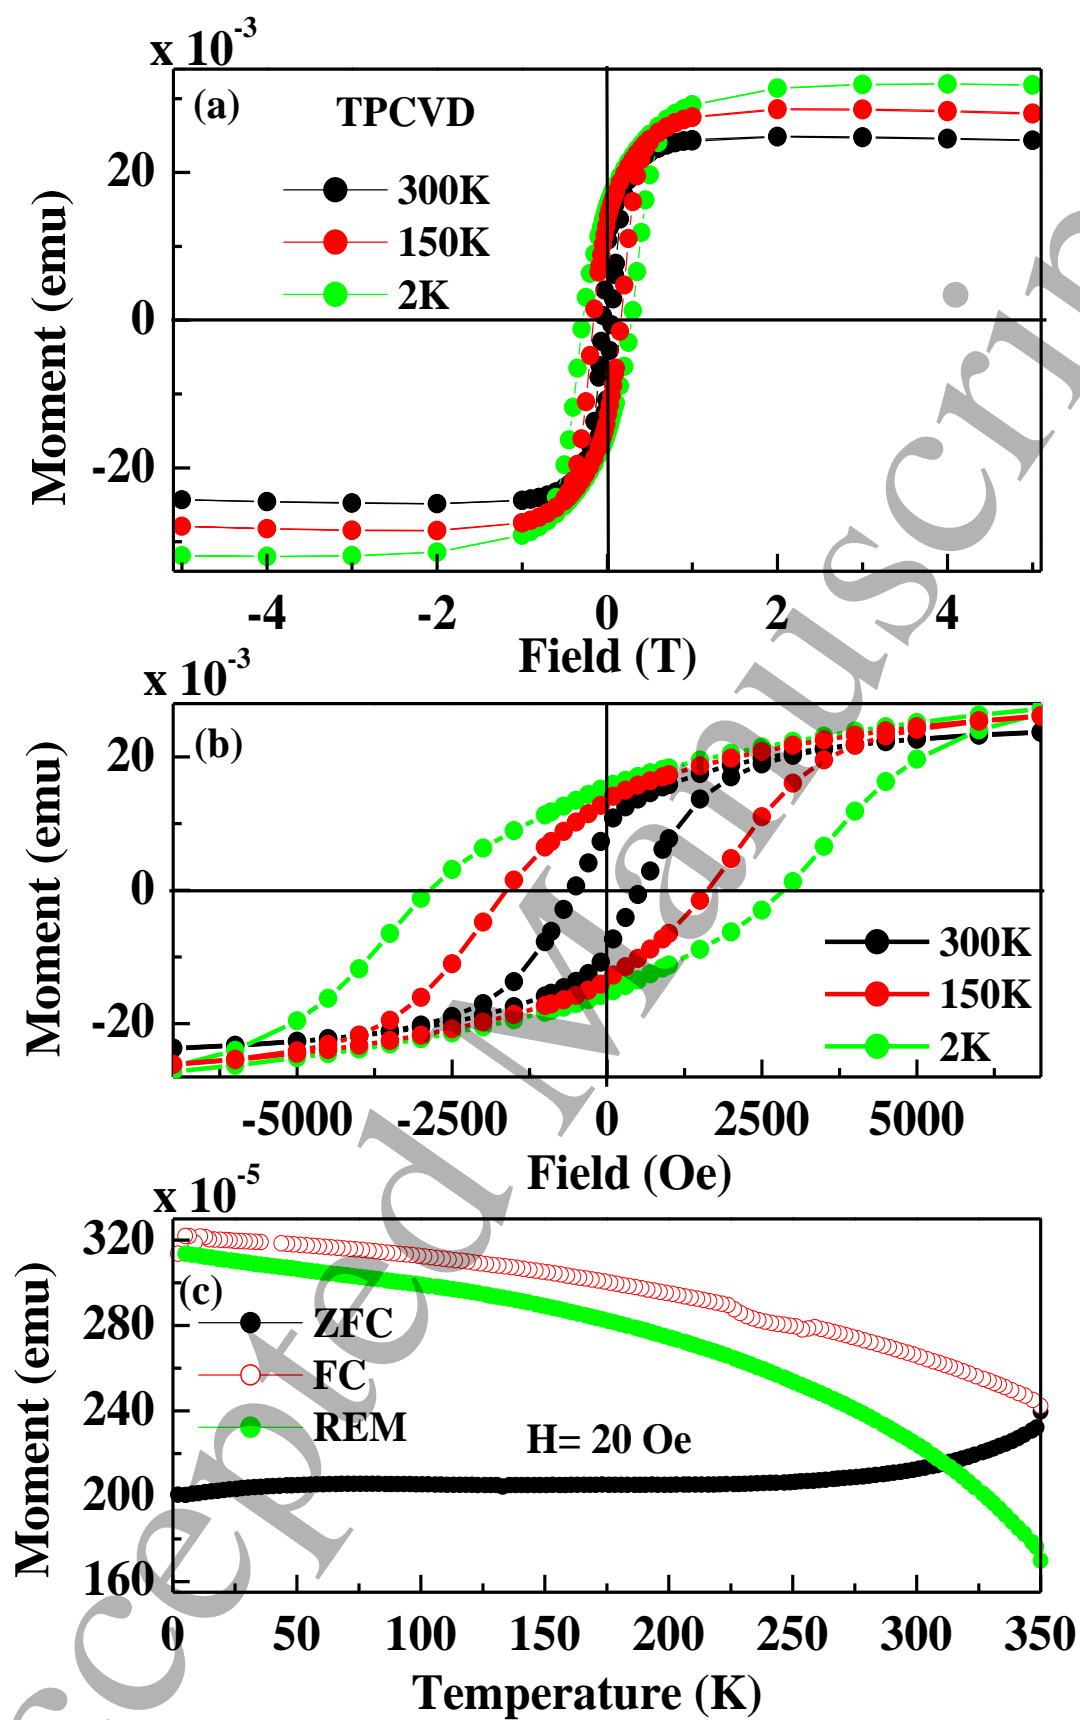 x 10-3
(a)
TPCVD
300K
150K
2K
20
0
-20
Moment (emu)
-4 -2 0 2 4
Field (T)
x 10-3
(b)
20
0
-20
Moment (emu)
300K
150K
2K
-5000 -2500 0 2500 5000
Field (Oe)
x 10-5
(c)
320
280
240
200
160
Moment (emu)
ZFC
FC
REM
H= 20 Oe
0 50 100 150 200 250 300 350
Temperature (K)
cepted Manuscrip